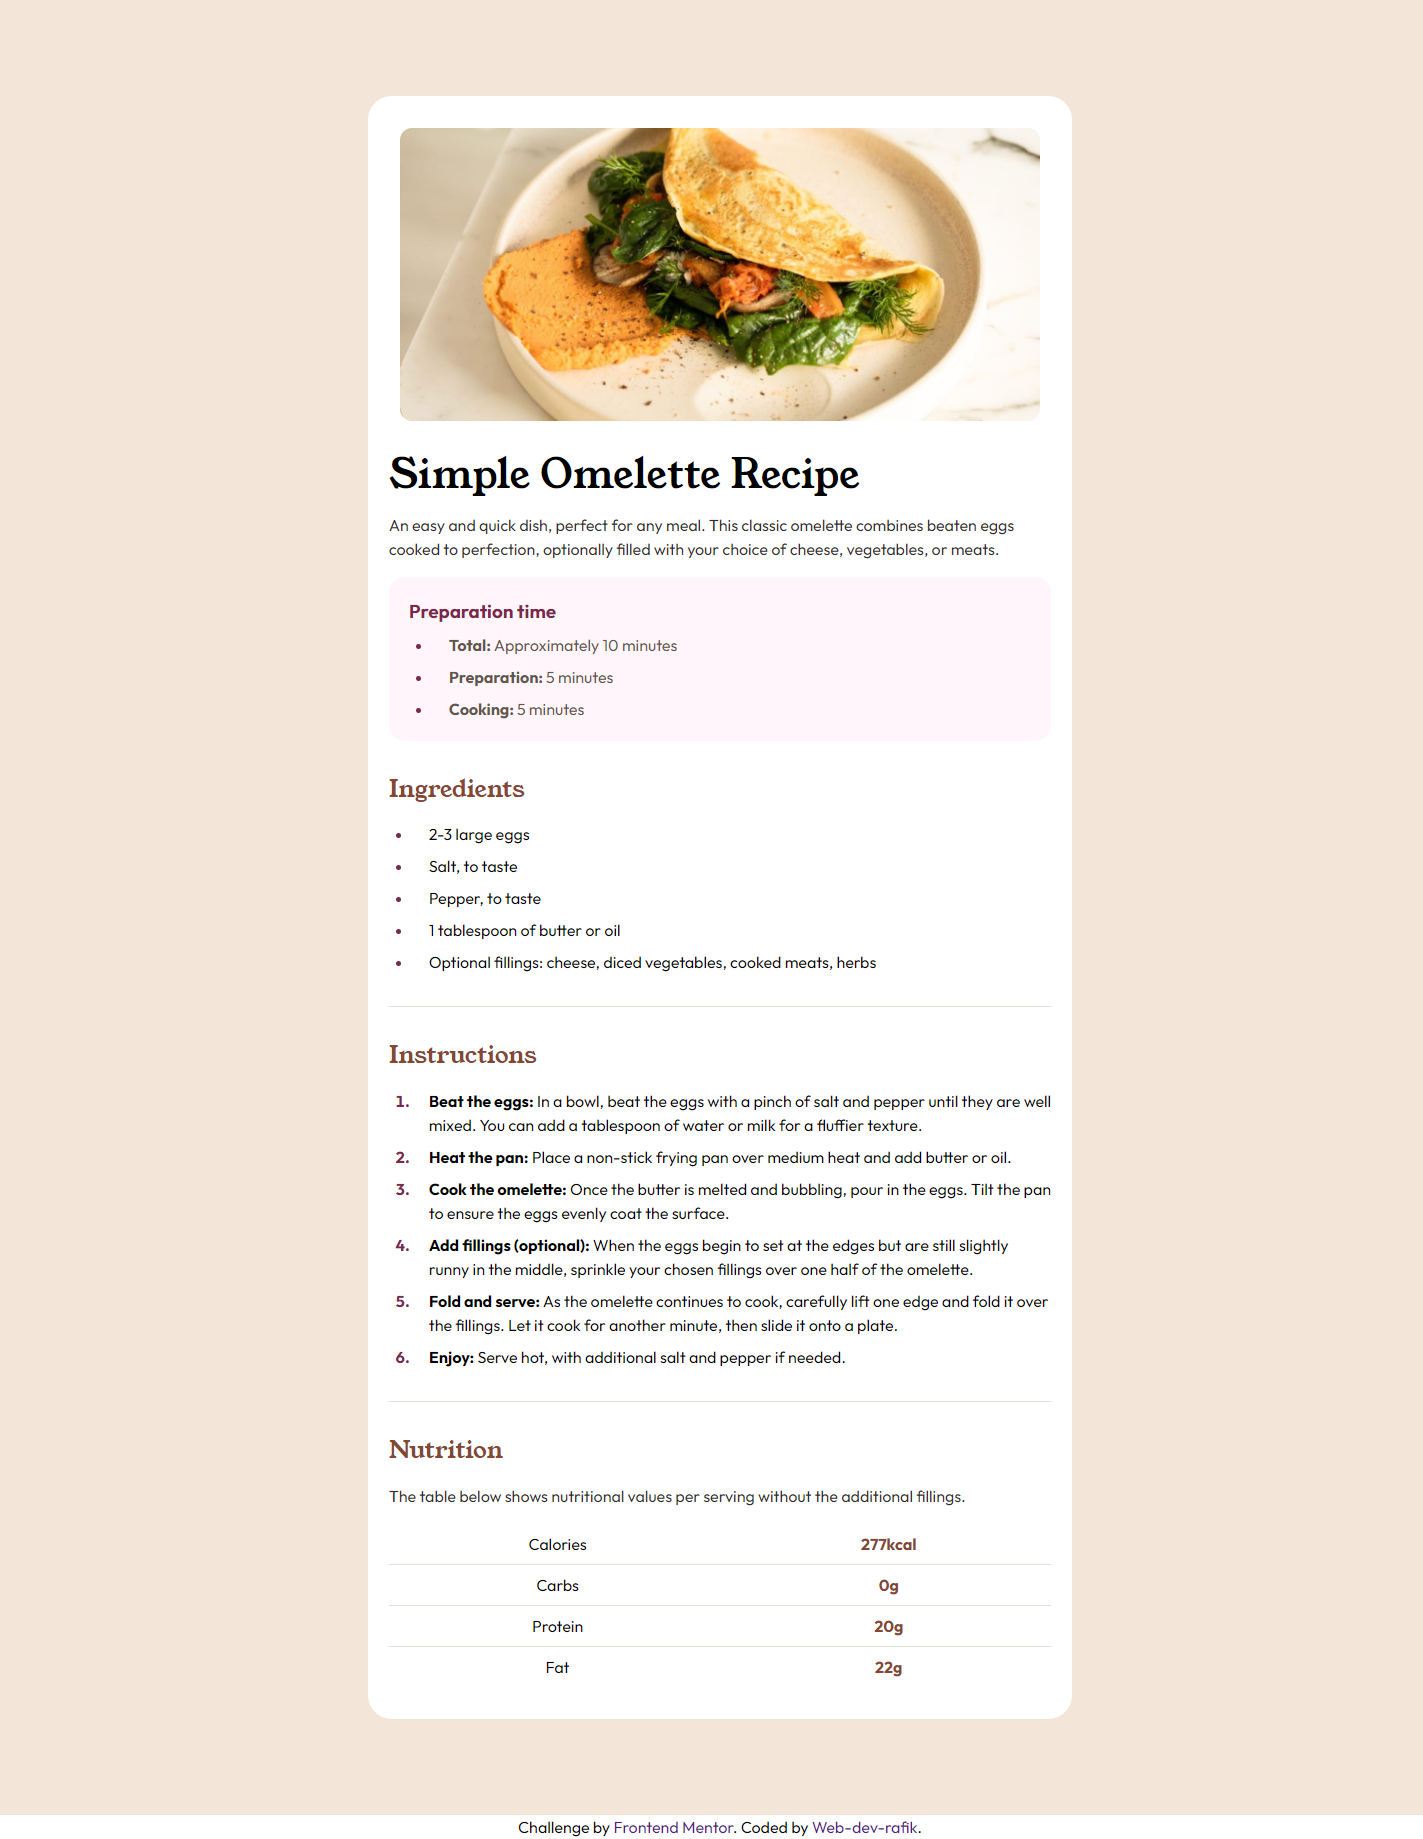 Simple Omelette Recipe
An easy and quick dish, perfect for any meal. This classic omelette combines beaten eggs
cooked to perfection, optionally filled with your choice of cheese, vegetables, or meats.
Preparation time
• Total: Approximately 10 minutes
• Preparation: 5 minutes
• Cooking: 5 minutes
Ingredients
• 2-3 large eggs
• Salt, to taste
• Pepper, to taste
• 1 tablespoon of butter or oil
• Optional fillings: cheese, diced vegetables, cooked meats, herbs
Instructions
1. Beat the eggs: In a bowl, beat the eggs with a pinch of salt and pepper until they are well
mixed. You can add a tablespoon of water or milk for a fluffier texture.
2. Heat the pan: Place a non-stick frying pan over medium heat and add butter or oil.
3. Cook the omelette: Once the butter is melted and bubbling, pour in the eggs. Tilt the pan
to ensure the eggs evenly coat the surface.
4. Add fillings (optional): When the eggs begin to set at the edges but are still slightly
runny in the middle, sprinkle your chosen fillings over one half of the omelette.
5. Fold and serve: As the omelette continues to cook, carefully lift one edge and fold it over
the fillings. Let it cook for another minute, then slide it onto a plate.
6. Enjoy: Serve hot, with additional salt and pepper if needed.
Nutrition
The table below shows nutritional values per serving without the additional fillings.
Calories 277kcal
Carbs 0g
Protein 20g
Fat 22g
Challenge by Frontend Mentor. Coded by Web-dev-rafik.